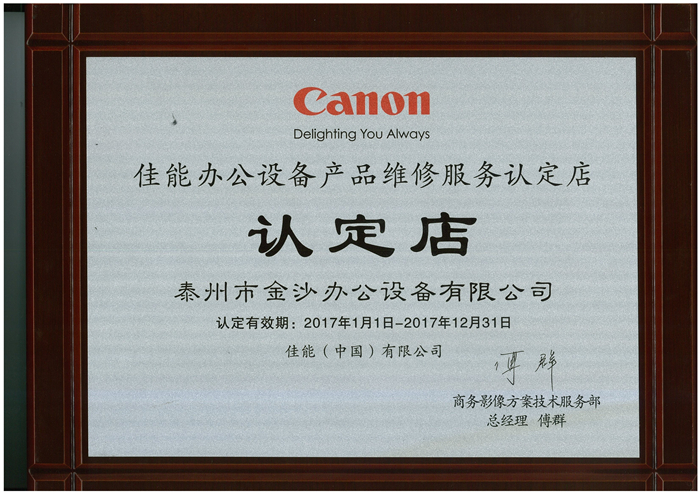 Canon
Delighting You Always
佳能办公设备产品维修服务认定店
认定店
泰州市金沙办公设备有限公司
认定有效期：2017年1月1日-2017年12月31日
佳能（中国）有限公司
傅群
商务影像方案技术服务部
总经理 傅群